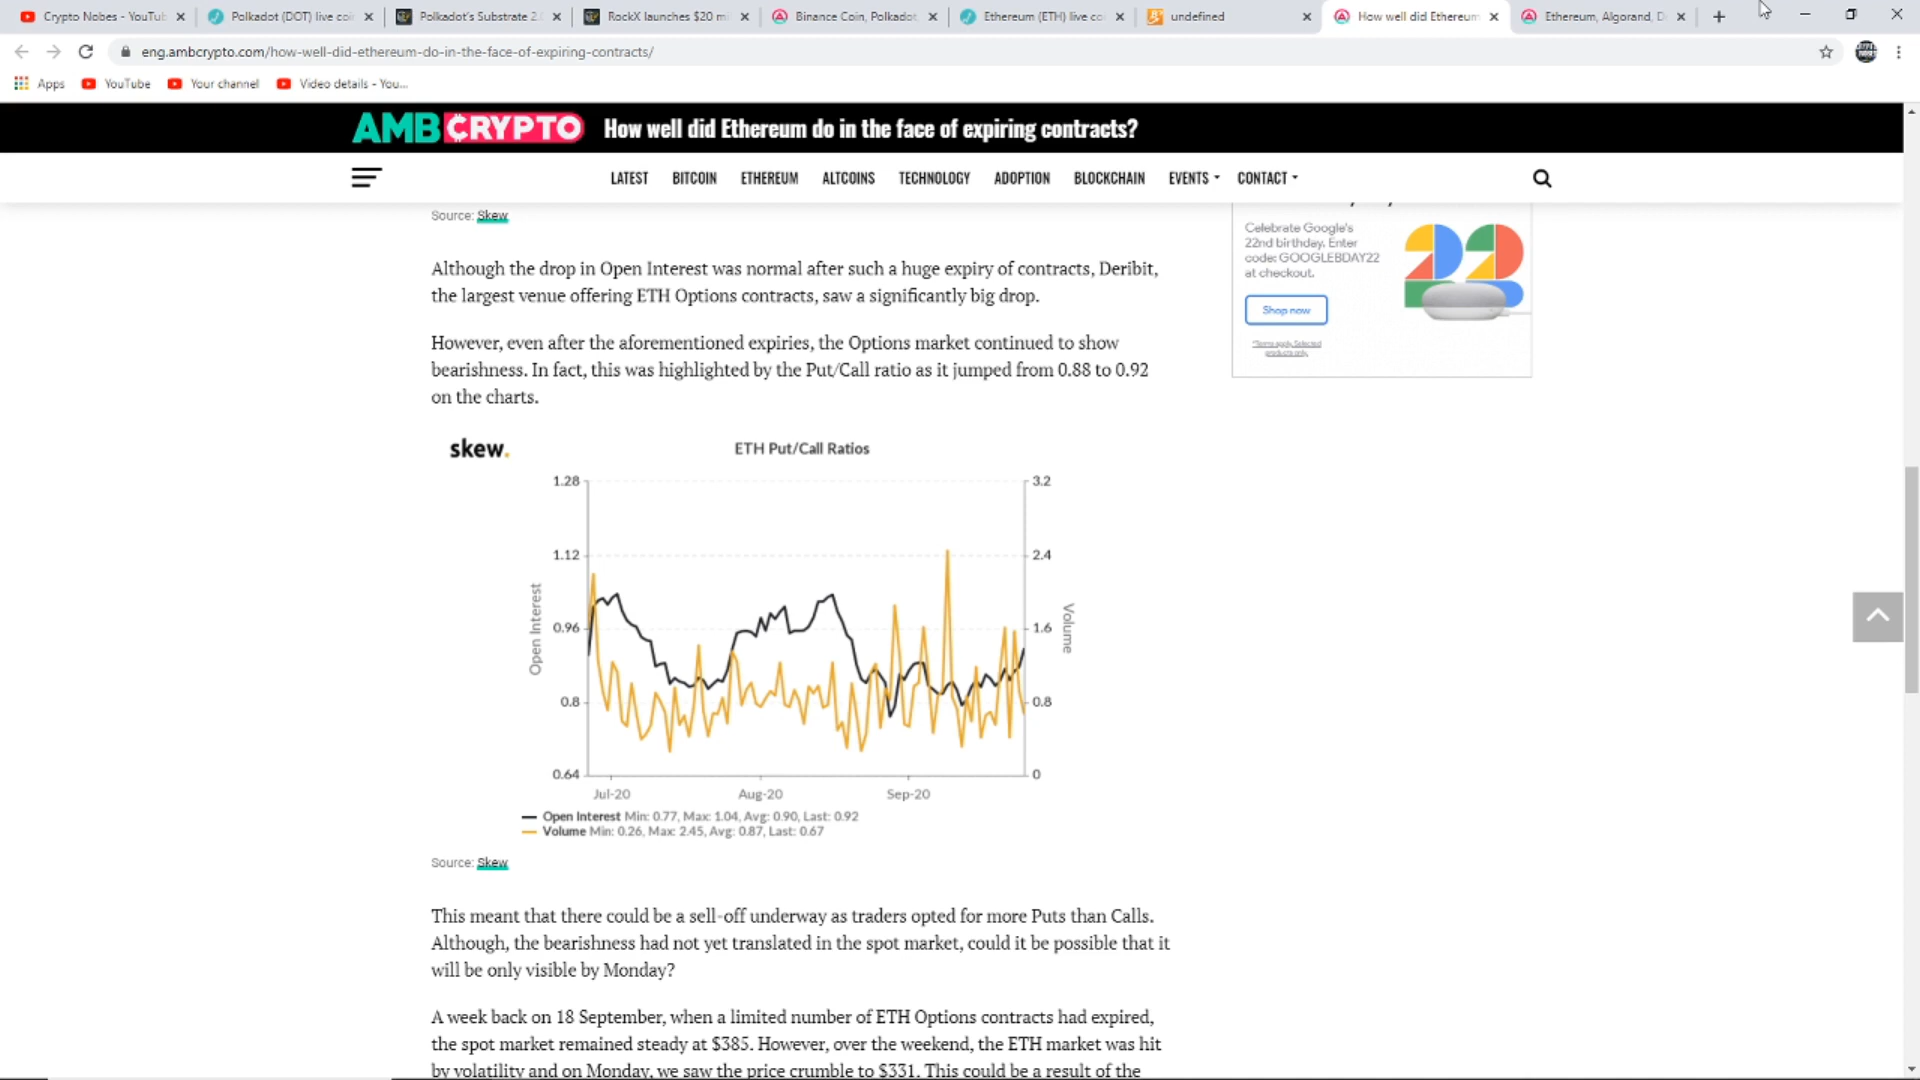 Crypto Nobes - YouTub
Polkadot (DOT) live coi
Polkadot's Substrate 2.
RockX launches $20 mi
Binance Coin, Polkadot
Ethereum (ETH) live co
undefined
How well did Ethereum
Ethereum, Algorand, D
eng.ambcrypto.com/how-well-did-ethereum-do-in-the-face-of-expiring-contracts/
Apps
YouTube
Your channel
Video details - You...
AMBCRYPTO
How well did Ethereum do in the face of expiring contracts?
LATEST
BITCOIN
ETHEREUM
ALTCOINS
TECHNOLOGY
ADOPTION
BLOCKCHAIN
EVENTS
CONTACT
Source: Skew
Celebrate Google's
22nd birthday. Enter
code: GOOGLEBDAY22
at checkout.
Shop now
*Terms apply. Selected
products only.
22
Although the drop in Open Interest was normal after such a huge expiry of contracts, Deribit,
the largest venue offering ETH Options contracts, saw a significantly big drop.
However, even after the aforementioned expiries, the Options market continued to show
bearishness. In fact, this was highlighted by the Put/Call ratio as it jumped from 0.88 to 0.92
on the charts.
skew.
ETH Put/Call Ratios
1.28
1.12
0.96
0.8
0.64
Open Interest
3.2
2.4
1.6
0.8
0
Volume
Jul-20
Aug-20
Sep-20
Open Interest Min: 0.77, Max: 1.04, Avg: 0.90, Last: 0.92
Volume Min: 0.26, Max: 2.45, Avg: 0.87, Last: 0.67
Source: Skew
This meant that there could be a sell-off underway as traders opted for more Puts than Calls.
Although, the bearishness had not yet translated in the spot market, could it be possible that it
will be only visible by Monday?
A week back on 18 September, when a limited number of ETH Options contracts had expired,
the spot market remained steady at $385. However, over the weekend, the ETH market was hit
by volatility and on Monday, we saw the price crumble to $331. This could be a result of the